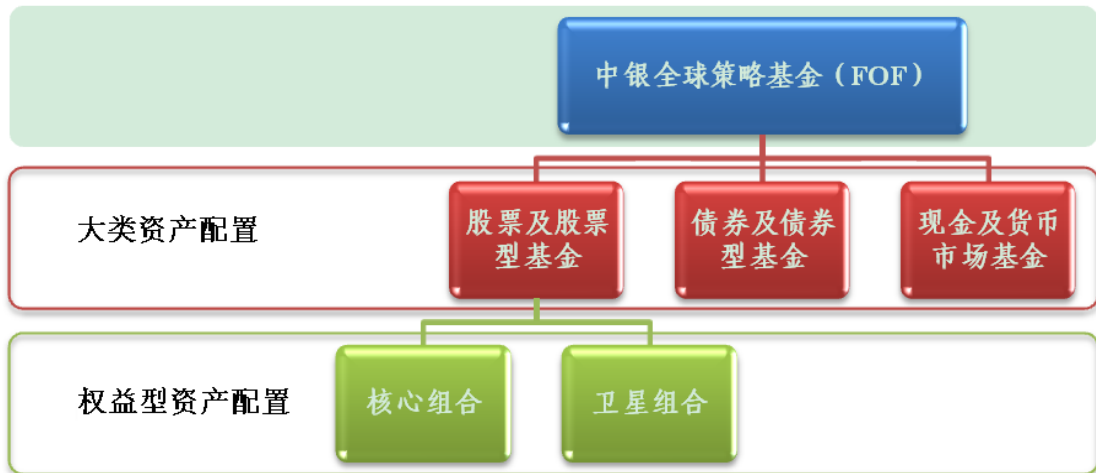 中银全球策略基金（FOF）
大类资产配置
股票及股票
型基金
债券及债券
型基金
现金及货币
市场基金
权益型资产配置
核心组合
卫星组合